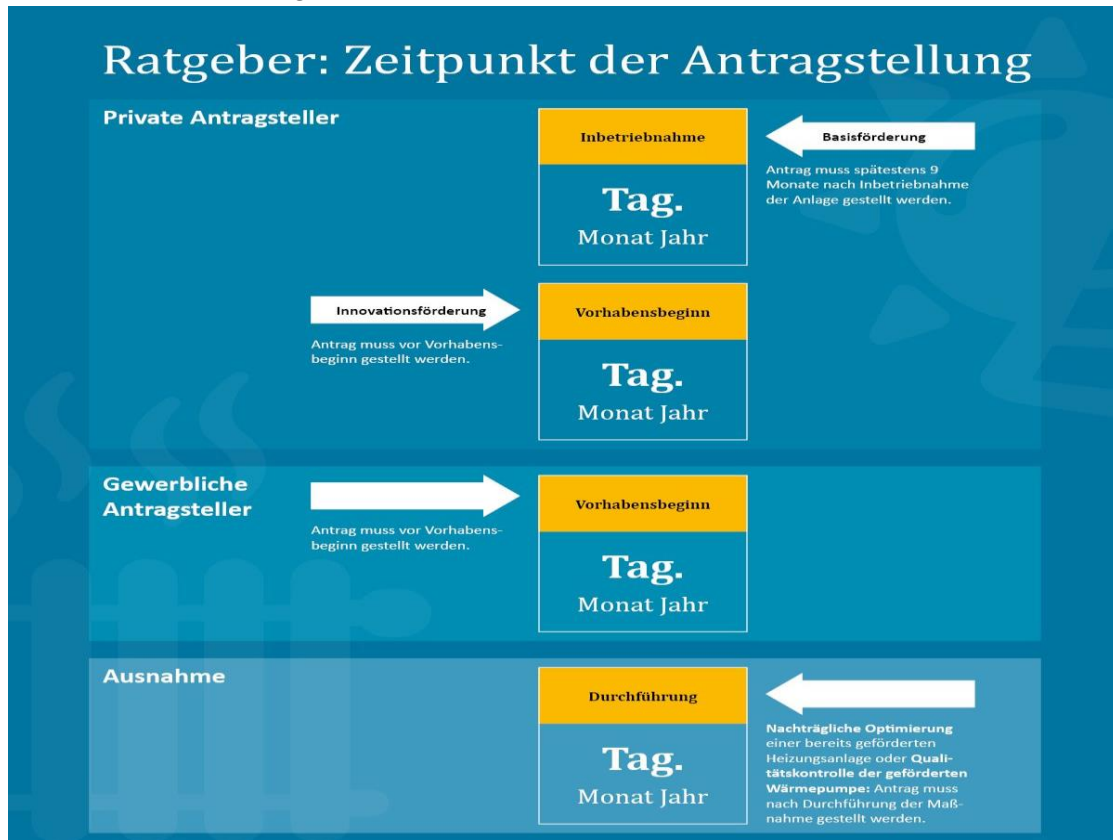 Ratgeber: Zeitpunkt der Antragstellung
Private Antragsteller
Inbetriebnahme
Tag.
Monat Jahr
Basisförderung
Antrag muss spätestens 9
Monate nach Inbetriebnahme
der Anlage gestellt werden.
Innovationsförderung
Antrag muss vor Vorhabens-
beginn gestellt werden.
Vorhabensbeginn
Tag.
Monat Jahr
Gewerbliche
Antragsteller
Antrag muss vor Vorhabens-
beginn gestellt werden.
Vorhabensbeginn
Tag.
Monat Jahr
Ausnahme
Durchführung
Tag.
Monat Jahr
Nachträgliche Optimierung
einer bereits geförderten
Heizungsanlage oder Quali-
tätskontrolle der geförderten
Wärmepumpe: Antrag muss
nach Durchführung der Maß-
nahme gestellt werden.